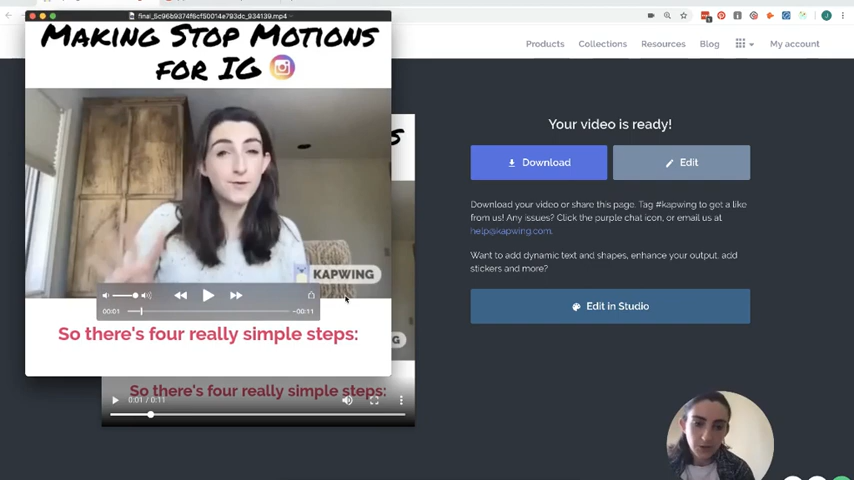 final_5c96b9374f6cf50014e793dc_934139.mp4
MAKING STOP MOTIONS
FOR IG
KAPWING
00:01
-00:11
So there's four really simple steps:
So there's four really simple steps:
0:01 / 0:11
Products
Collections
Resources
Blog
My account
Your video is ready!
Download
Edit
Download your video or share this page. Tag #kapwing to get a like
from us! Any issues? Click the purple chat icon, or email us at
help@kapwing.com.
Want to add dynamic text and shapes, enhance your output, add
stickers and more?
Edit in Studio